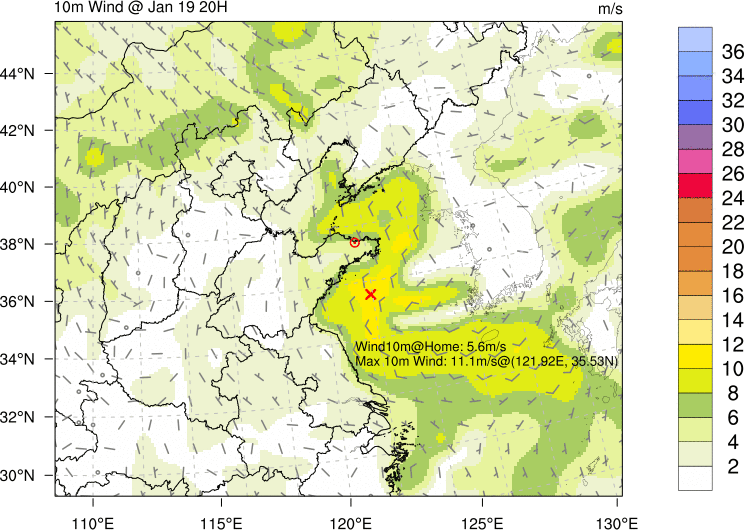 10m Wind @ Jan 19 20H
m/s
44°N
42°N
40°N
38°N
36°N
34°N
32°N
30°N
Wind10m@Home: 5.6m/s
Max 10m Wind: 11.1m/s@(121.92E, 35.53N)
110°E
115°E
120°E
125°E
130°E
36
34
32
30
28
26
24
22
20
18
16
14
12
10
8
6
4
2